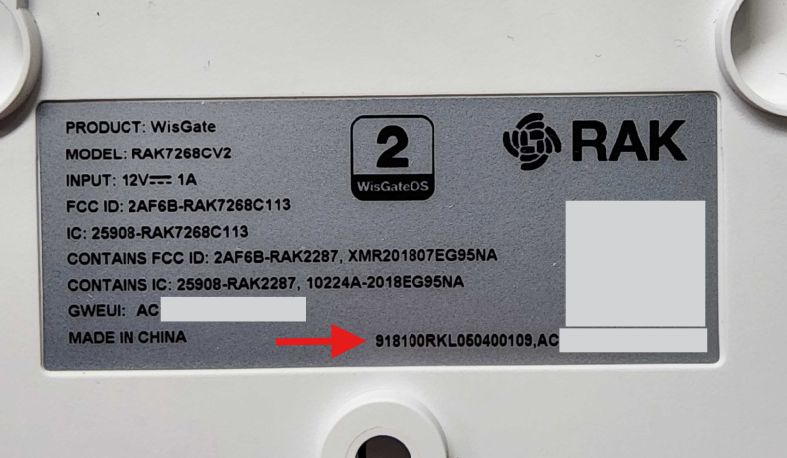 PRODUCT: WisGate
MODEL: RAK7268CV2
INPUT: 12V⎓ 1A
FCC ID: 2AF6B-RAK7268C113
IC: 25908-RAK7268C113
CONTAINS FCC ID: 2AF6B-RAK2287, XMR201807EG95NA
CONTAINS IC: 25908-RAK2287, 10224A-2018EG95NA
GWEUI: AC
MADE IN CHINA
2
WisGateOS
RAK
918100RKL050400109,AC